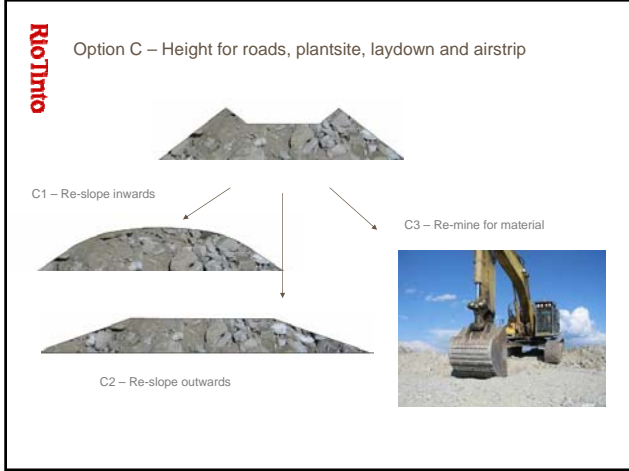 RioTinto
Option C – Height for roads, plantsite, laydown and airstrip
C1 – Re-slope inwards
C3 – Re-mine for material
C2 – Re-slope outwards